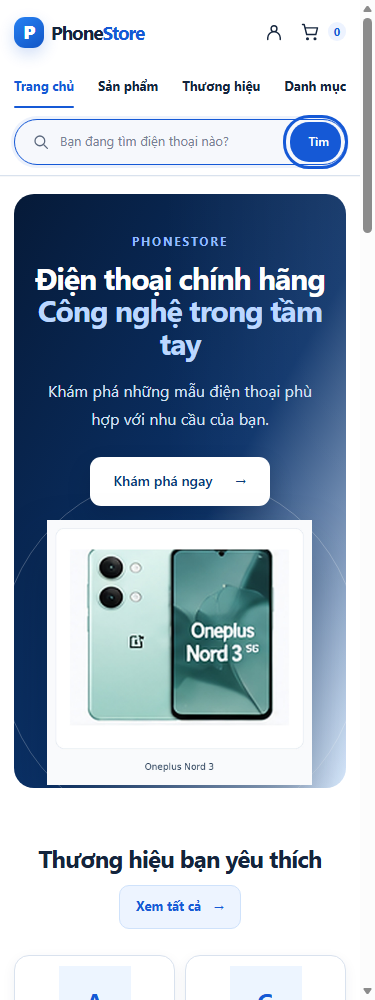 P PhoneStore
0
Trang chủ Sản phẩm Thương hiệu Danh mục
Bạn đang tìm điện thoại nào? Tìm
PHONESTORE
Điện thoại chính hãng
Công nghệ trong tầm
tay
Khám phá những mẫu điện thoại phù
hợp với nhu cầu của bạn.
Khám phá ngay →
Oneplus
Nord 3 5G
Oneplus Nord 3
Thương hiệu bạn yêu thích
Xem tất cả →